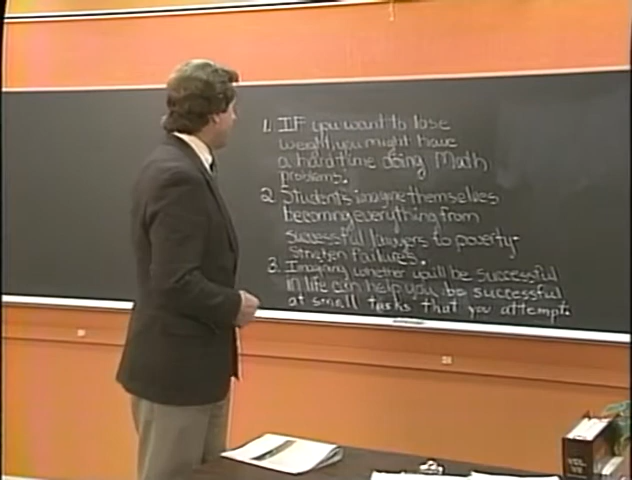 1. IF you want to lose
weight, you might have
a hard time doing Math
problems.
2. Students imagine themselves
becoming everything from
successful lawyers to poverty-
stricten failures.
3. Imagining whether you'll be successful
in life can help you be successful
at small tasks that you attempt.
VOL.